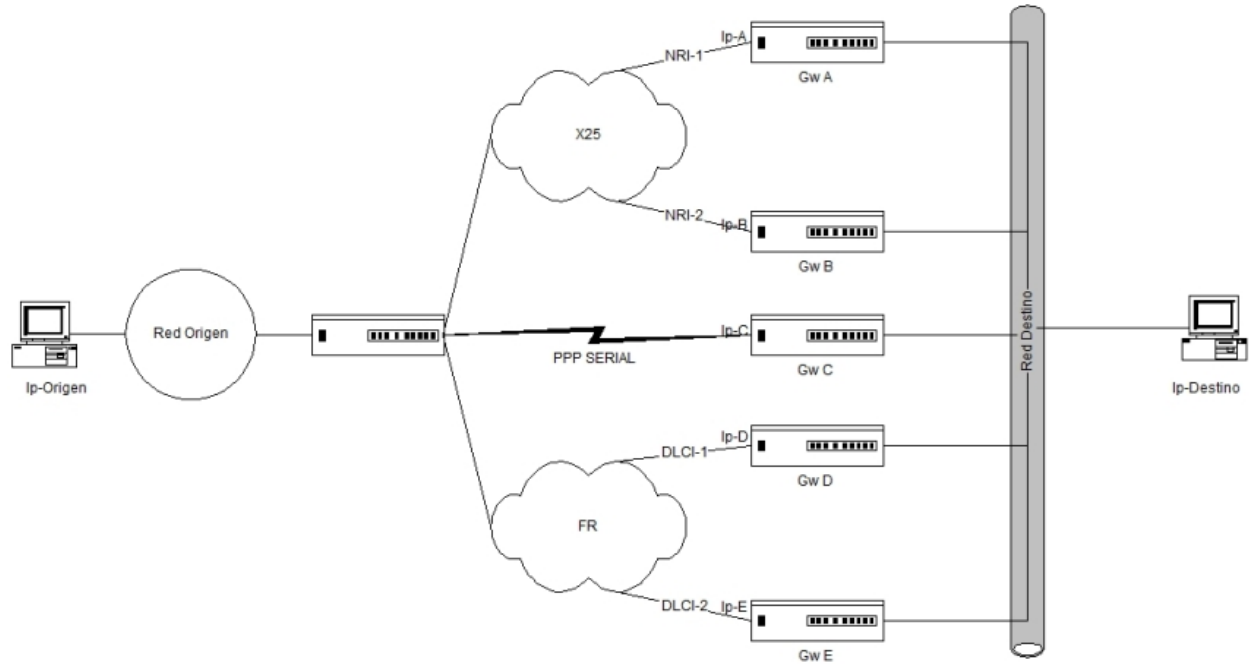 Ip-A
NRI-1
Gw A
X25
NRI-2
Ip-B
Gw B
Red Origen
Ip-Origen
Ip-C
PPP SERIAL
Gw C
Red Destino
Ip-Destino
Ip-D
DLCI-1
Gw D
FR
DLCI-2
Ip-E
Gw E